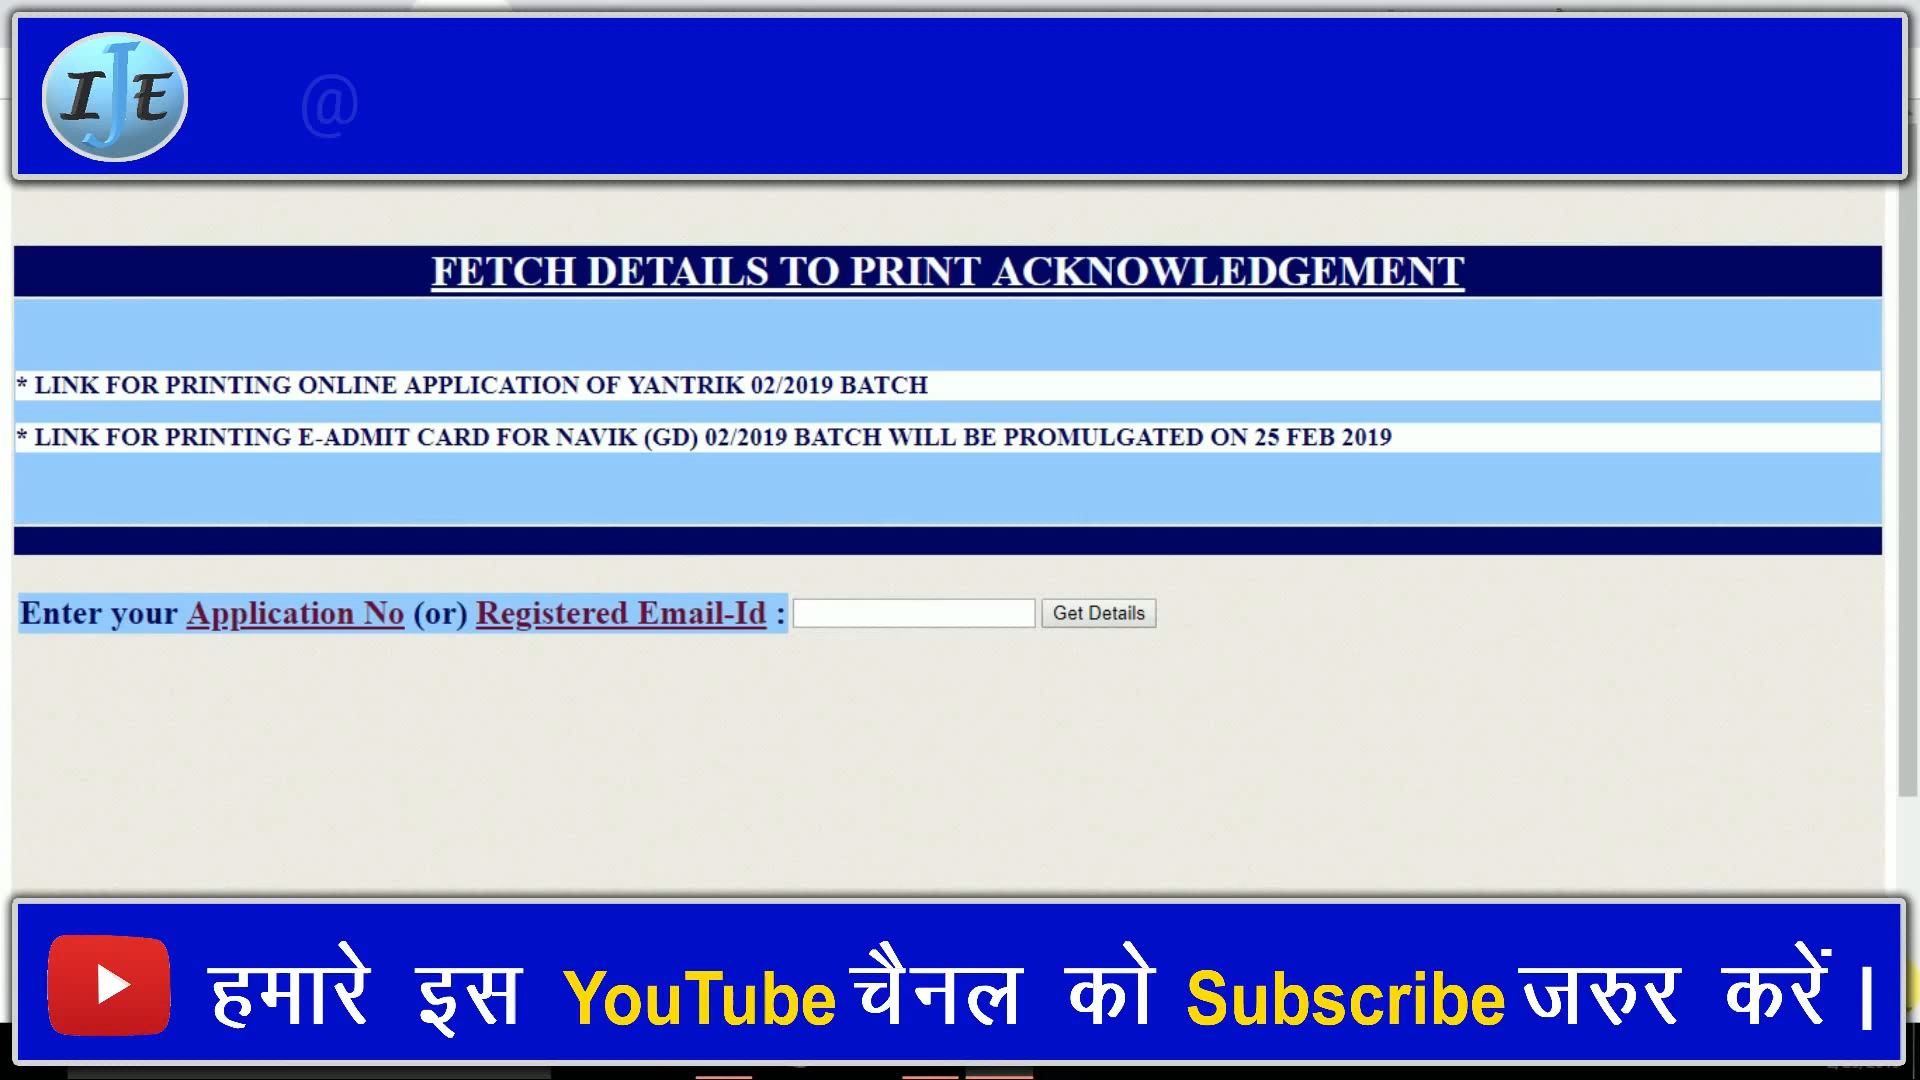 IJE
@
FETCH DETAILS TO PRINT ACKNOWLEDGEMENT
* LINK FOR PRINTING ONLINE APPLICATION OF YANTRIK 02/2019 BATCH
* LINK FOR PRINTING E-ADMIT CARD FOR NAVIK (GD) 02/2019 BATCH WILL BE PROMULGATED ON 25 FEB 2019
Enter your Application No (or) Registered Email-Id : Get Details
हमारे इस YouTube चैनल को Subscribe जरुर करें |